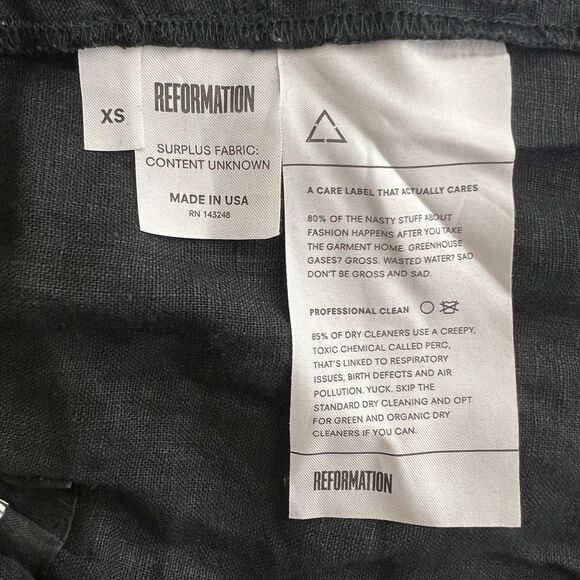 XS
REFORMATION
SURPLUS FABRIC:
CONTENT UNKNOWN
MADE IN USA
RN 143248
A CARE LABEL THAT ACTUALLY CARES
80% OF THE NASTY STUFF ABOUT
FASHION HAPPENS AFTER YOU TAKE
THE GARMENT HOME. GREENHOUSE
GASES? GROSS. WASTED WATER? SAD.
DON'T BE GROSS AND SAD.
PROFESSIONAL CLEAN
85% OF DRY CLEANERS USE A CREEPY,
TOXIC CHEMICAL CALLED PERC,
THAT'S LINKED TO RESPIRATORY
ISSUES, BIRTH DEFECTS AND AIR
POLLUTION. YUCK. SKIP THE
STANDARD DRY CLEANING AND OPT
FOR GREEN AND ORGANIC DRY
CLEANERS IF YOU CAN.
REFORMATION